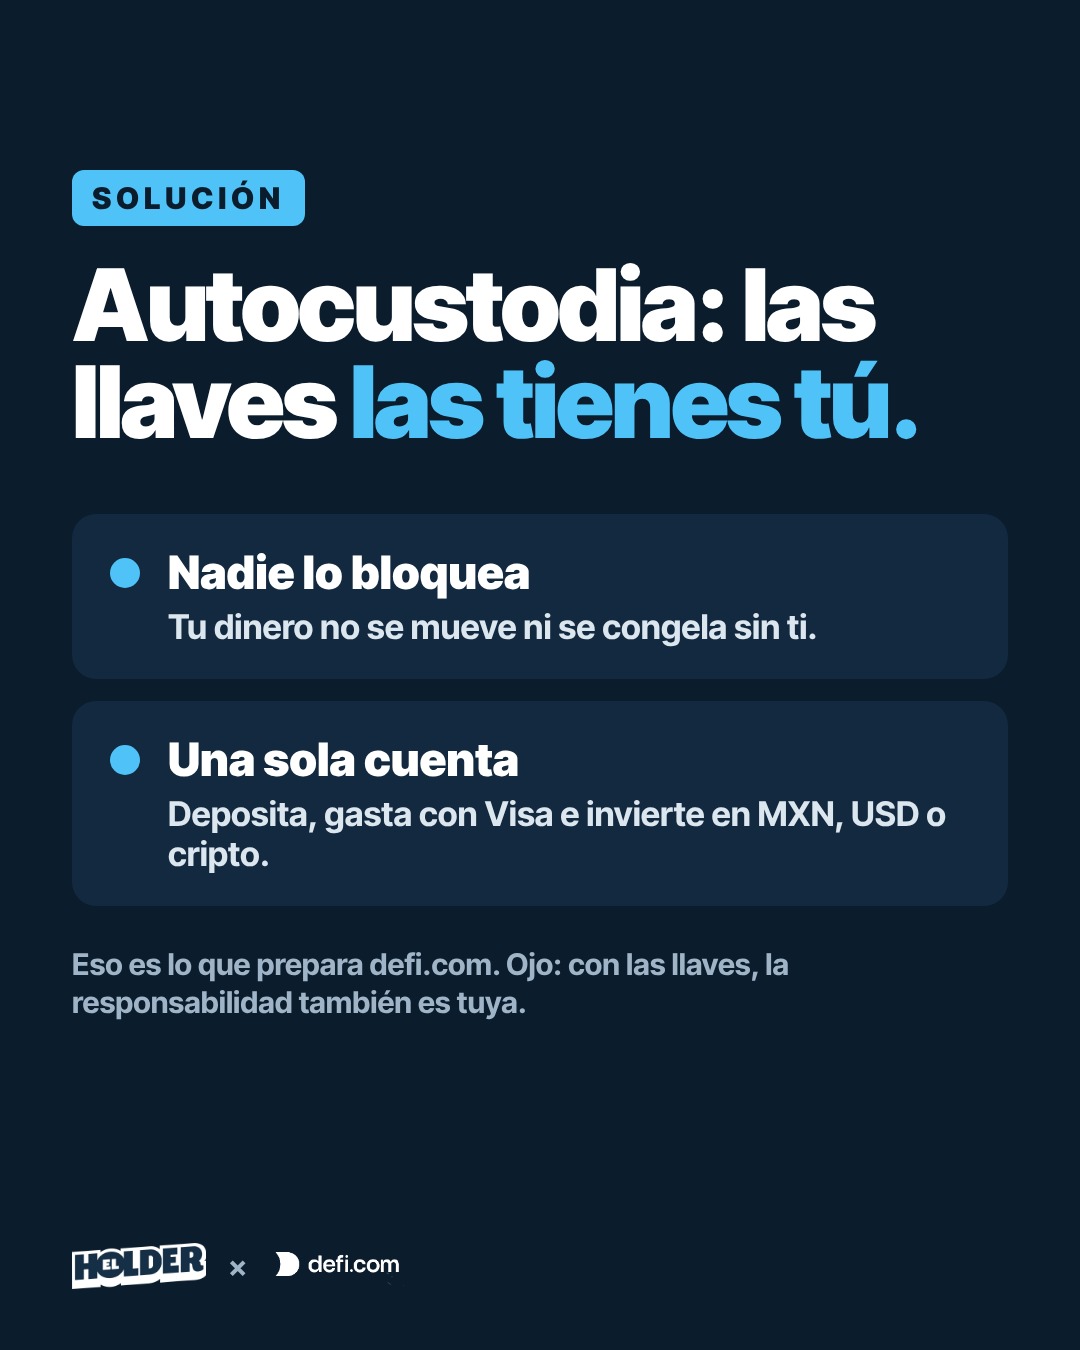 SOLUCIÓN
Autocustodia: las
llaves las tienes tú.
Nadie lo bloquea
Tu dinero no se mueve ni se congela sin ti.
Una sola cuenta
Deposita, gasta con Visa e invierte en MXN, USD o
cripto.
Eso es lo que prepara defi.com. Ojo: con las llaves, la
responsabilidad también es tuya.
EL HOLDER × defi.com